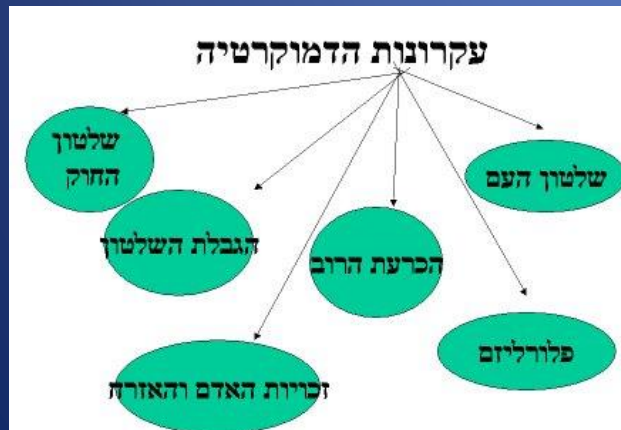 עקרונות הדמוקרטיה
שלטון העם
שלטון
החוק
הגבלת השלטון
הכרעת הרוב
פלורליזם
זכויות האדם והאזרח